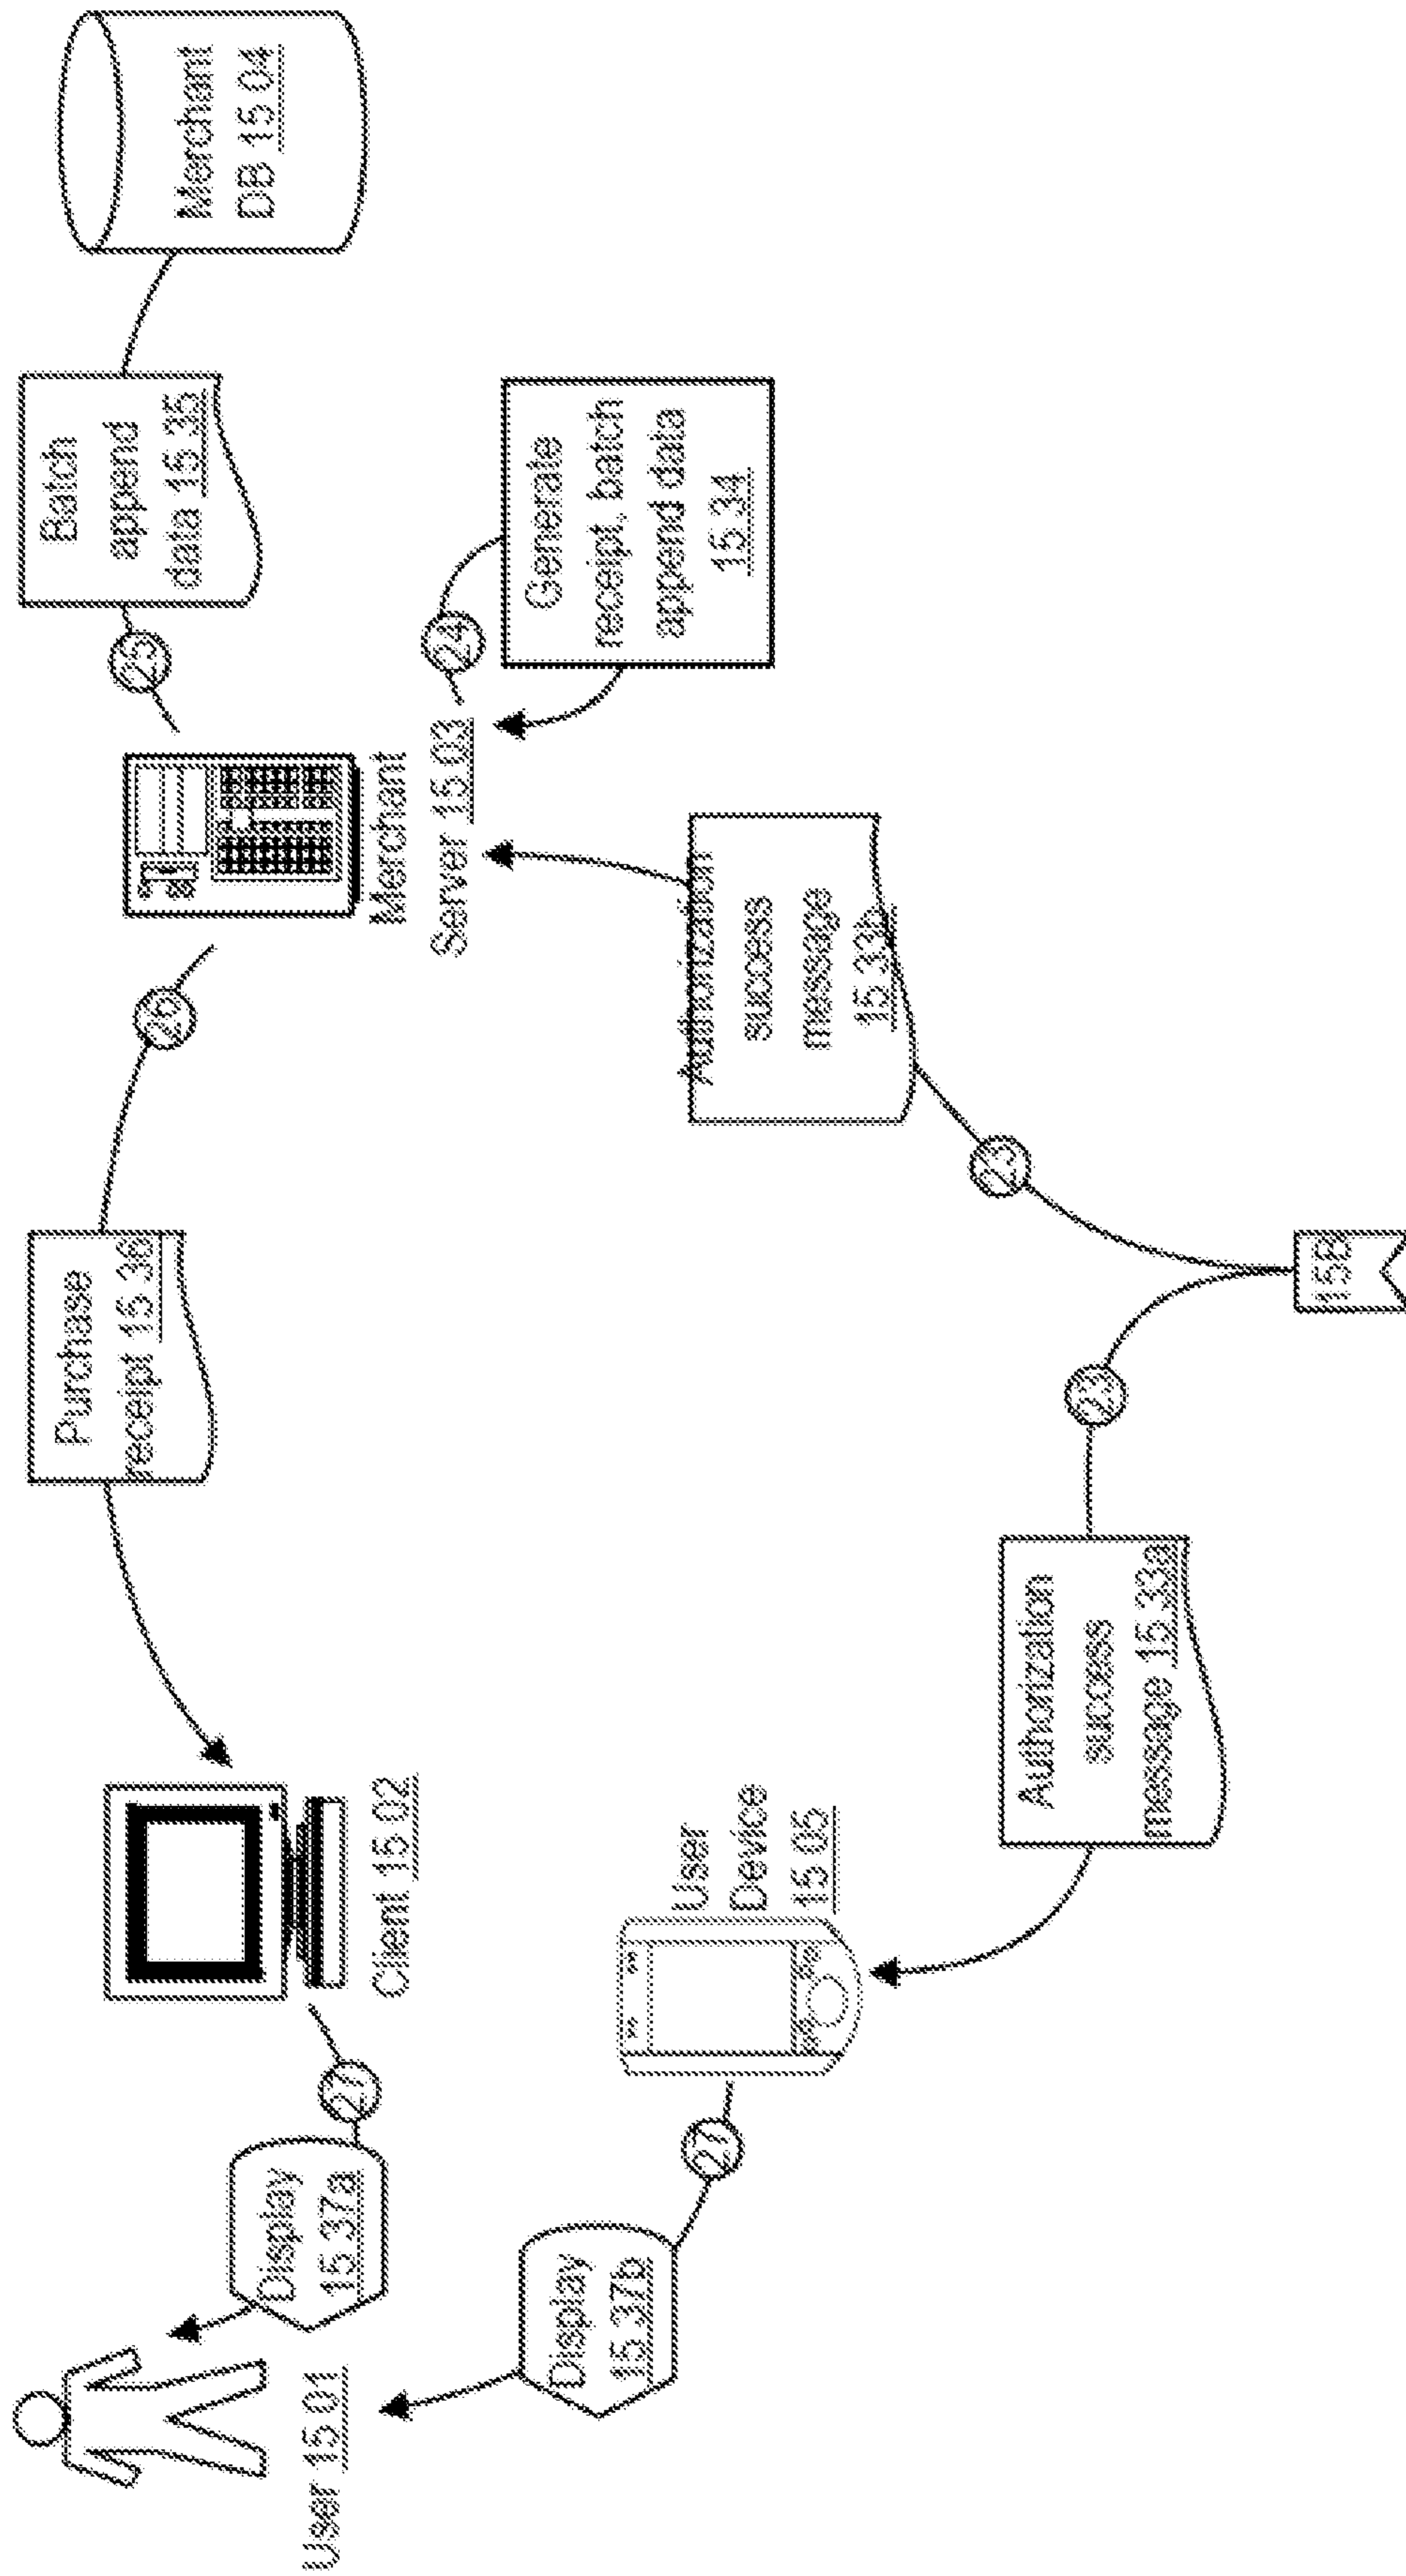 User 15 01
Display
15 37a
27
Client 15 02
Purchase
receipt 15 36
26
Merchant
Server 15 03
25
Batch
append
data 15 35
Merchant
DB 15 04
24
Generate
receipt, batch
append data
15 34
Display
15 37b
27
User
Device
15 05
Authorization
success
message 15 33a
23
23
Authorization
success
message
15 33b
15B